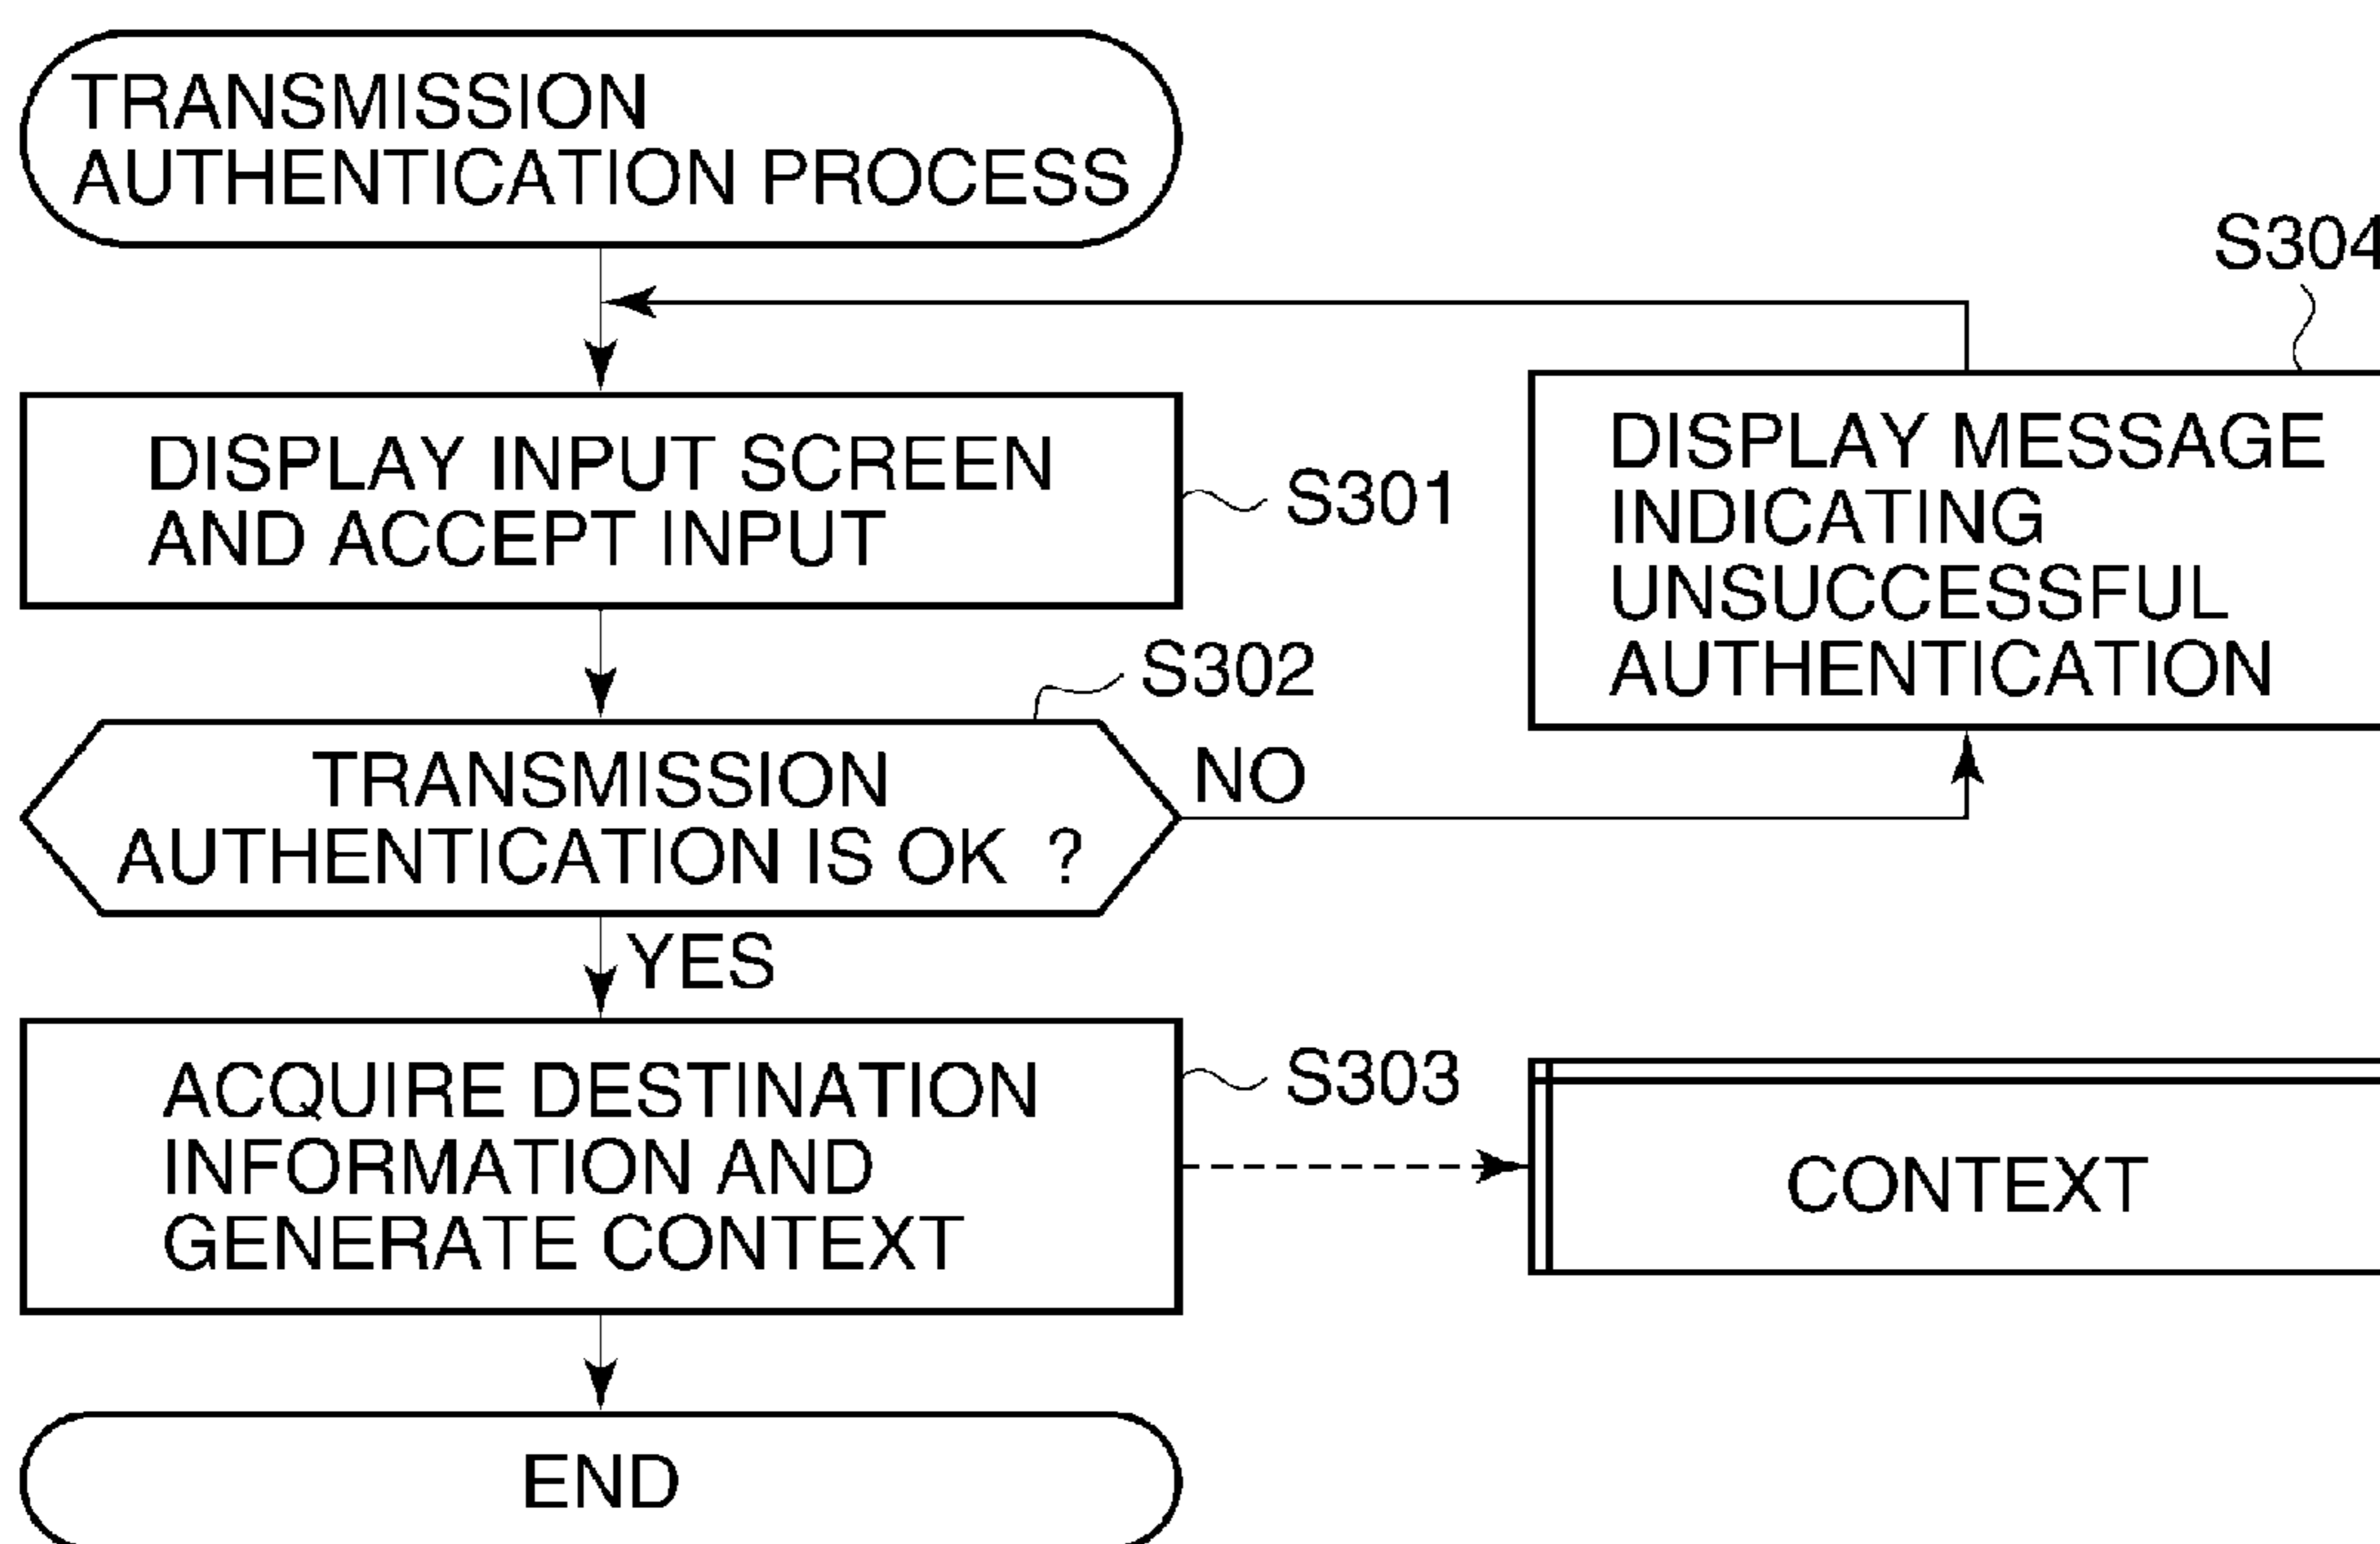 TRANSMISSION
AUTHENTICATION PROCESS
S304
DISPLAY INPUT SCREEN
AND ACCEPT INPUT
S301
DISPLAY MESSAGE
INDICATING
UNSUCCESSFUL
AUTHENTICATION
S302
TRANSMISSION
AUTHENTICATION IS OK ?
NO
YES
ACQUIRE DESTINATION
INFORMATION AND
GENERATE CONTEXT
S303
CONTEXT
END